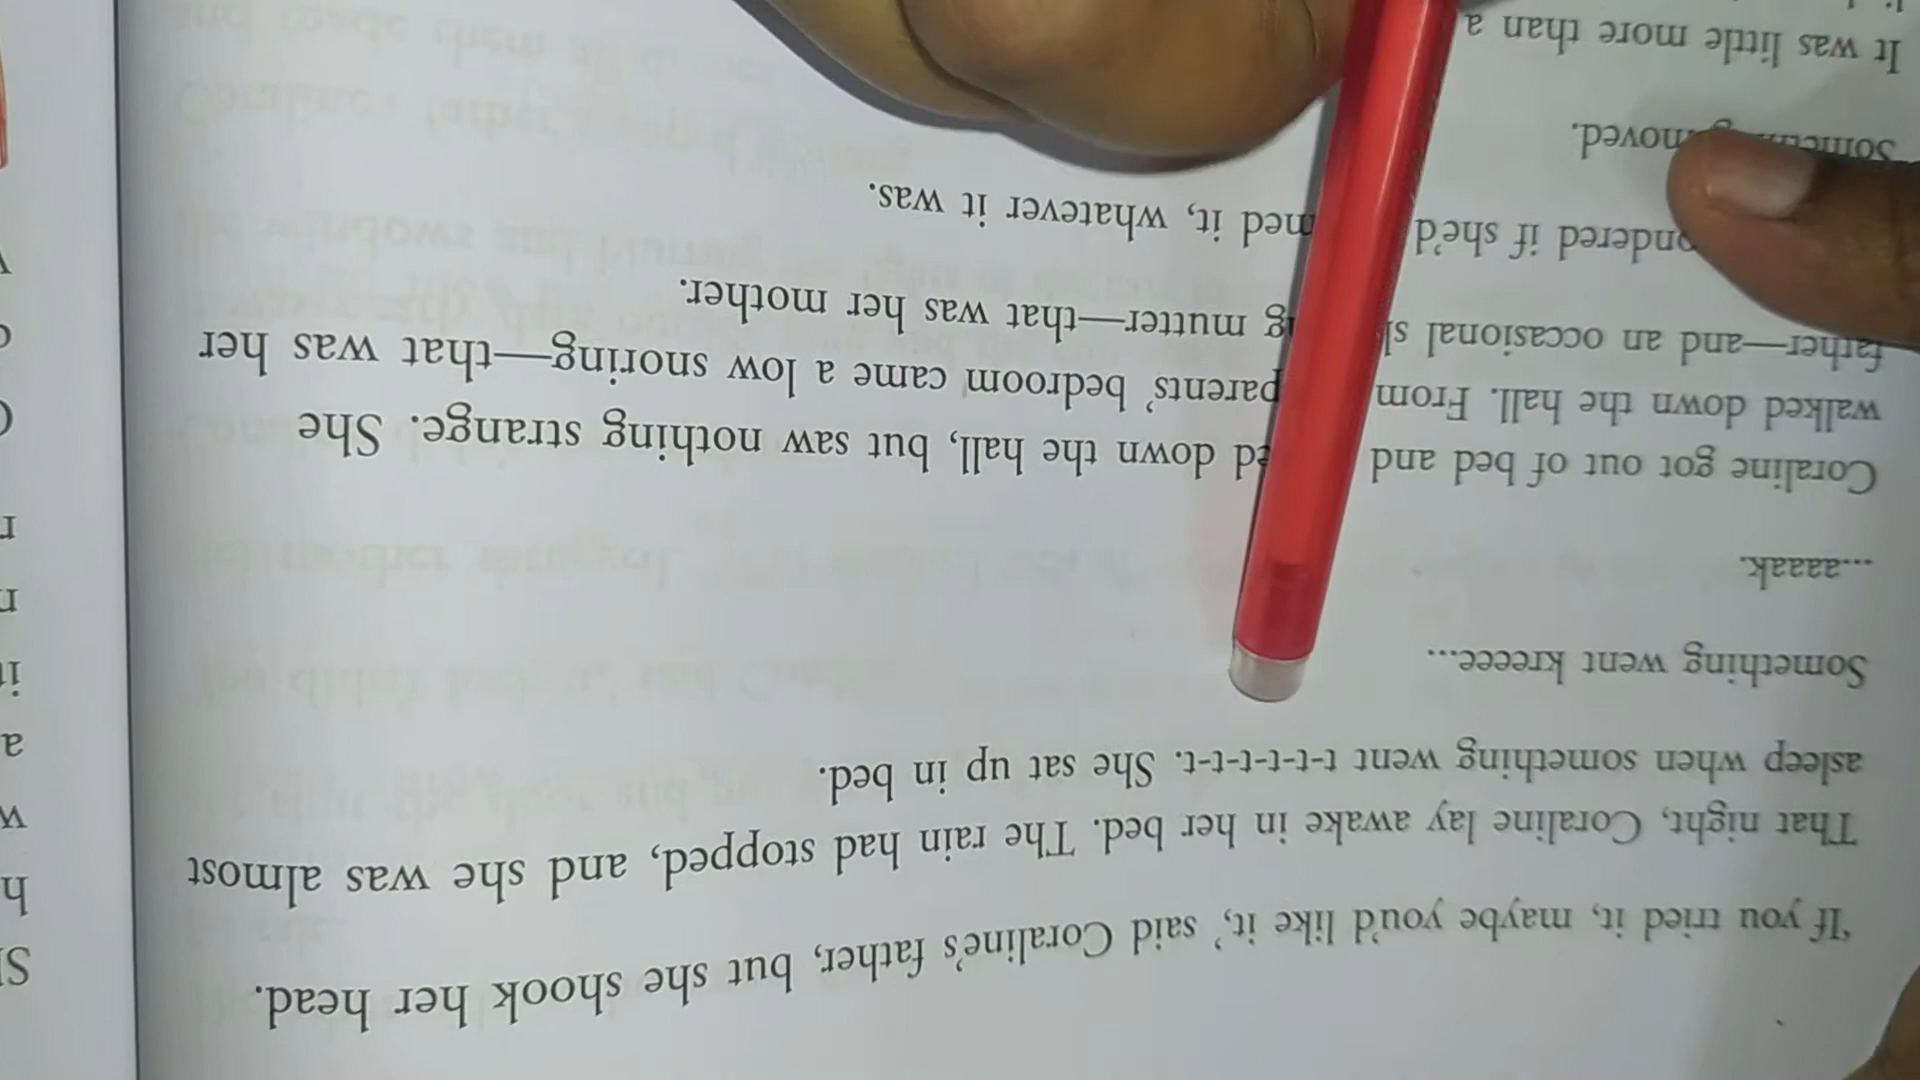 'If you tried it, maybe you'd like it,' said Coraline's father, but she shook her head.
That night, Coraline lay awake in her bed. The rain had stopped, and she was almost
asleep when something went t-t-t-t-t-t. She sat up in bed.
Something went kreeee...
...aaaak.
Coraline got out of bed and down the hall, but saw nothing strange. She
walked down the hall. From parents' bedroom came a low snoring—that was her
father—and an occasional mutter—that was her mother.
if she'd it, whatever it was.
moved.
It was little more than a